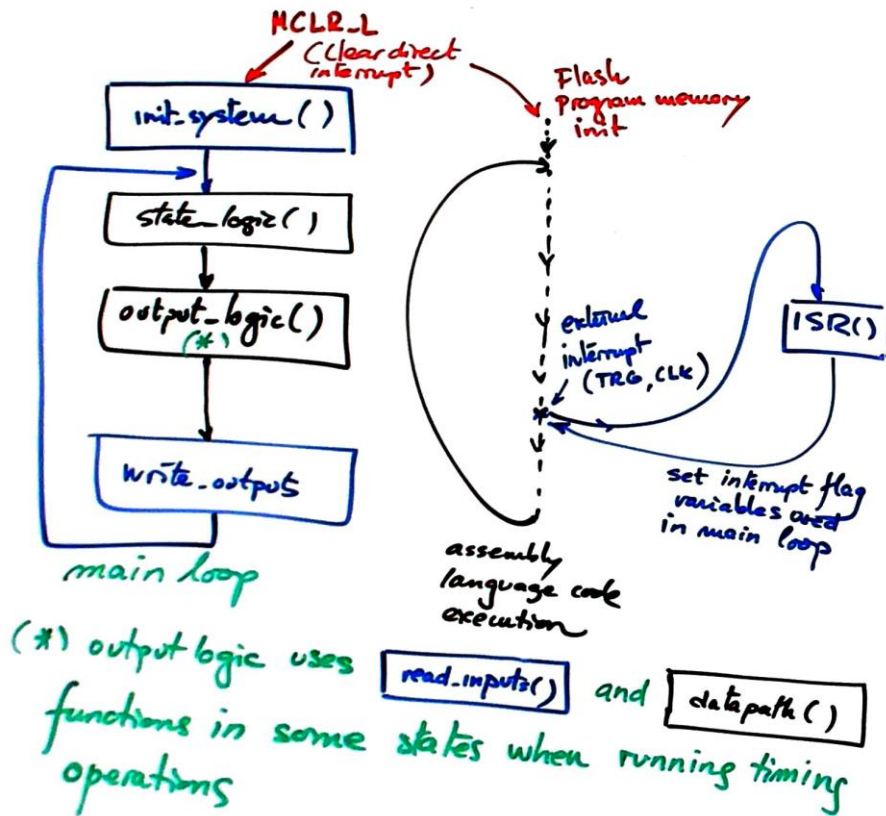 MCLR_L
(Clear direct
interrupt)
init_system()
state_logic()
output_logic()
(*)
write_outputs
main loop
Flash
program memory
init
external
interrupt
(TRG, CLK)
ISR()
set interrupt flag
variables used
in main loop
assembly
language code
execution
(*) output logic uses read_inputs() and datapath()
functions in some states when running timing
operations